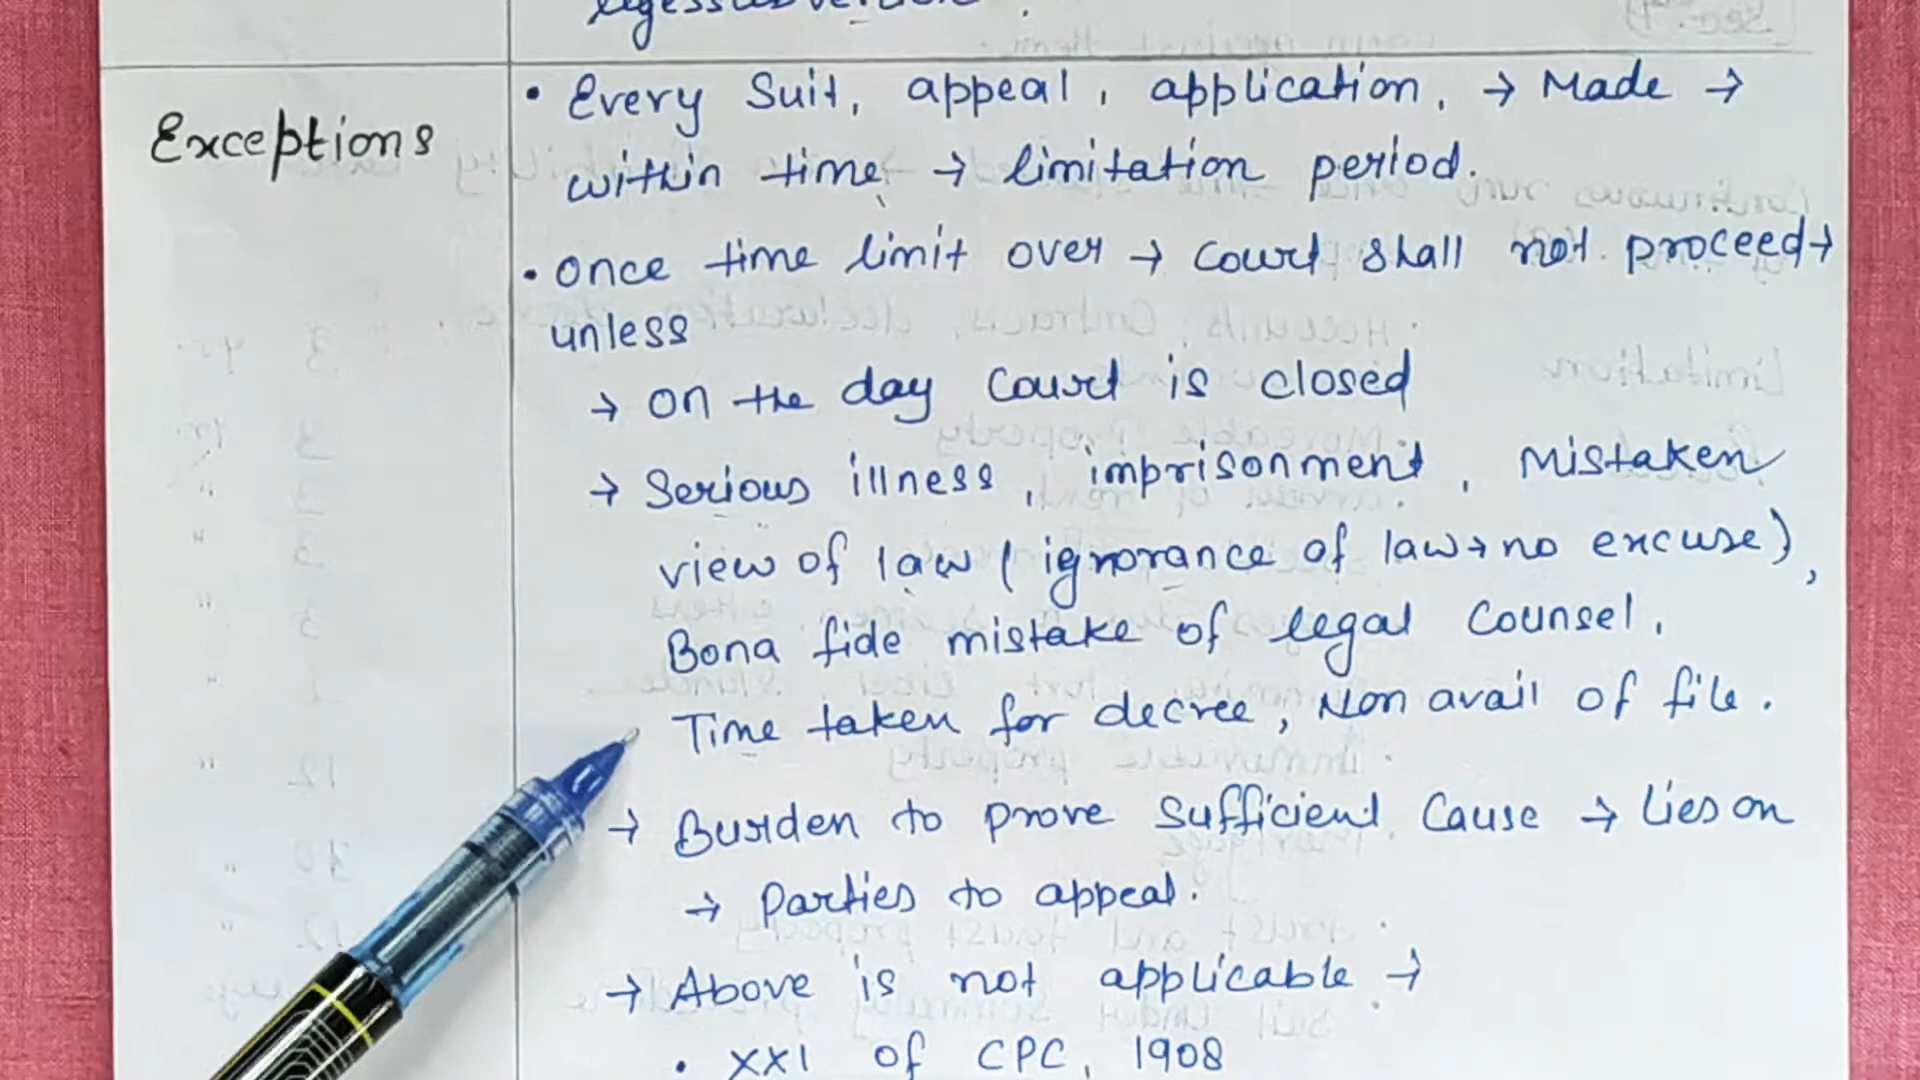 Exceptions
• Every Suit, appeal, application, → Made →
within time → limitation period.
• Once time limit over → Court shall not proceed →
unless
→ On the day Court is closed
→ Serious illness, imprisonment, Mistaken
view of law (ignorance of law → no excuse),
Bona fide mistake of legal Counsel,
Time taken for decree, Non avail of file.
→ Burden to prove Sufficient Cause → Lies on
→ Parties to appeal.
→ Above is not applicable →
• XXI of CPC, 1908